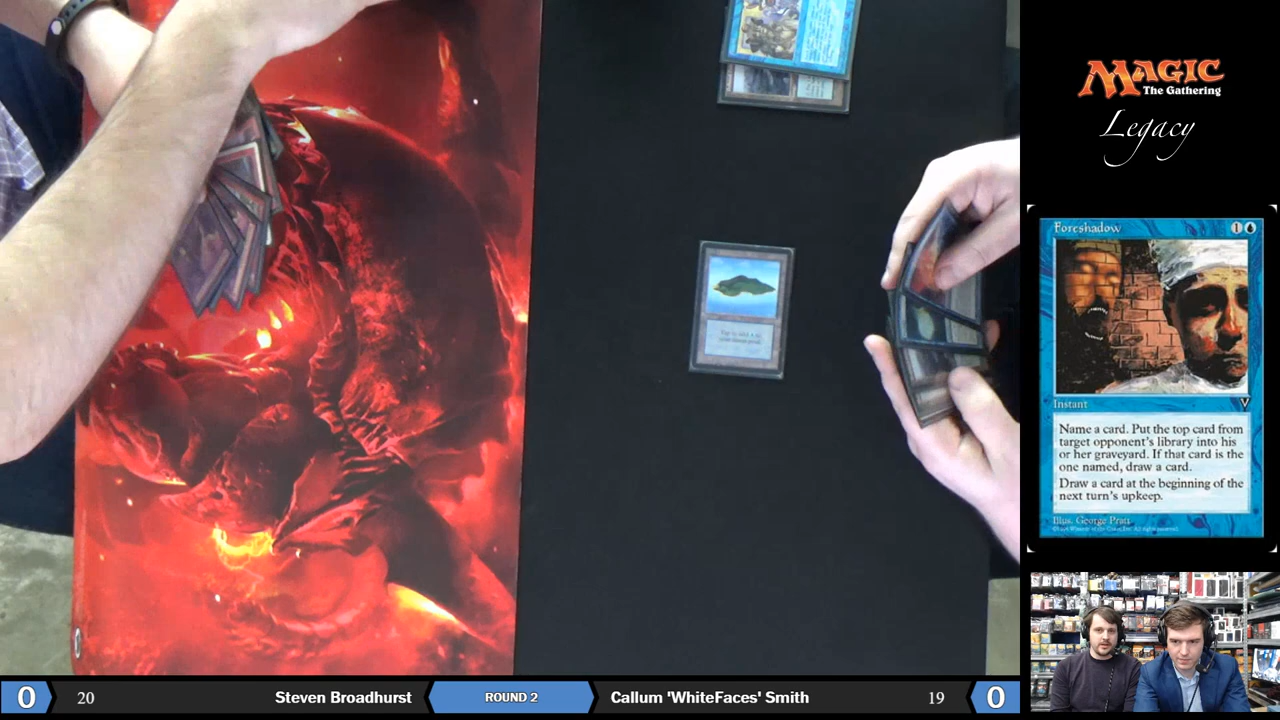 MAGIC
The Gathering
Legacy
Foreshadow 1
Instant V
Name a card. Put the top card from
target opponent's library into his
or her graveyard. If that card is the
one named, draw a card.
Draw a card at the beginning of the
next turn's upkeep.
Illus. George Pratt
0 20 Steven Broadhurst ROUND 2 Callum 'WhiteFaces' Smith 19 0